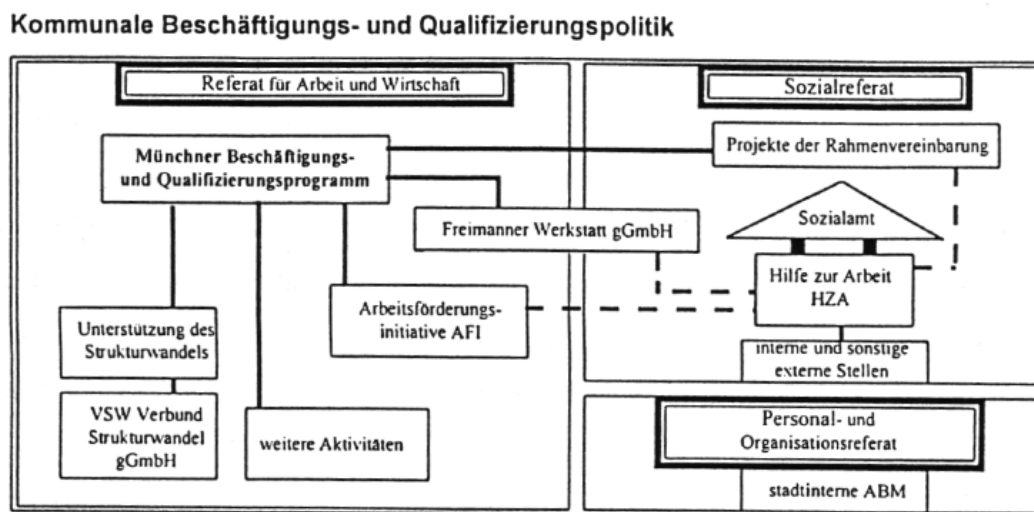 Kommunale Beschäftigungs- und Qualifizierungspolitik
Referat für Arbeit und Wirtschaft
Münchner Beschäftigungs-
und Qualifizierungsprogramm
Freimanner Werkstatt gGmbH
Arbeitsförderungs-
initiative AFI
Unterstützung des
Strukturwandels
VSW Verbund
Strukturwandel
gGmbH
weitere Aktivitäten
Sozialreferat
Projekte der Rahmenvereinbarung
Sozialamt
Hilfe zur Arbeit
HZA
interne und sonstige
externe Stellen
Personal- und
Organisationsreferat
stadtinterne ABM